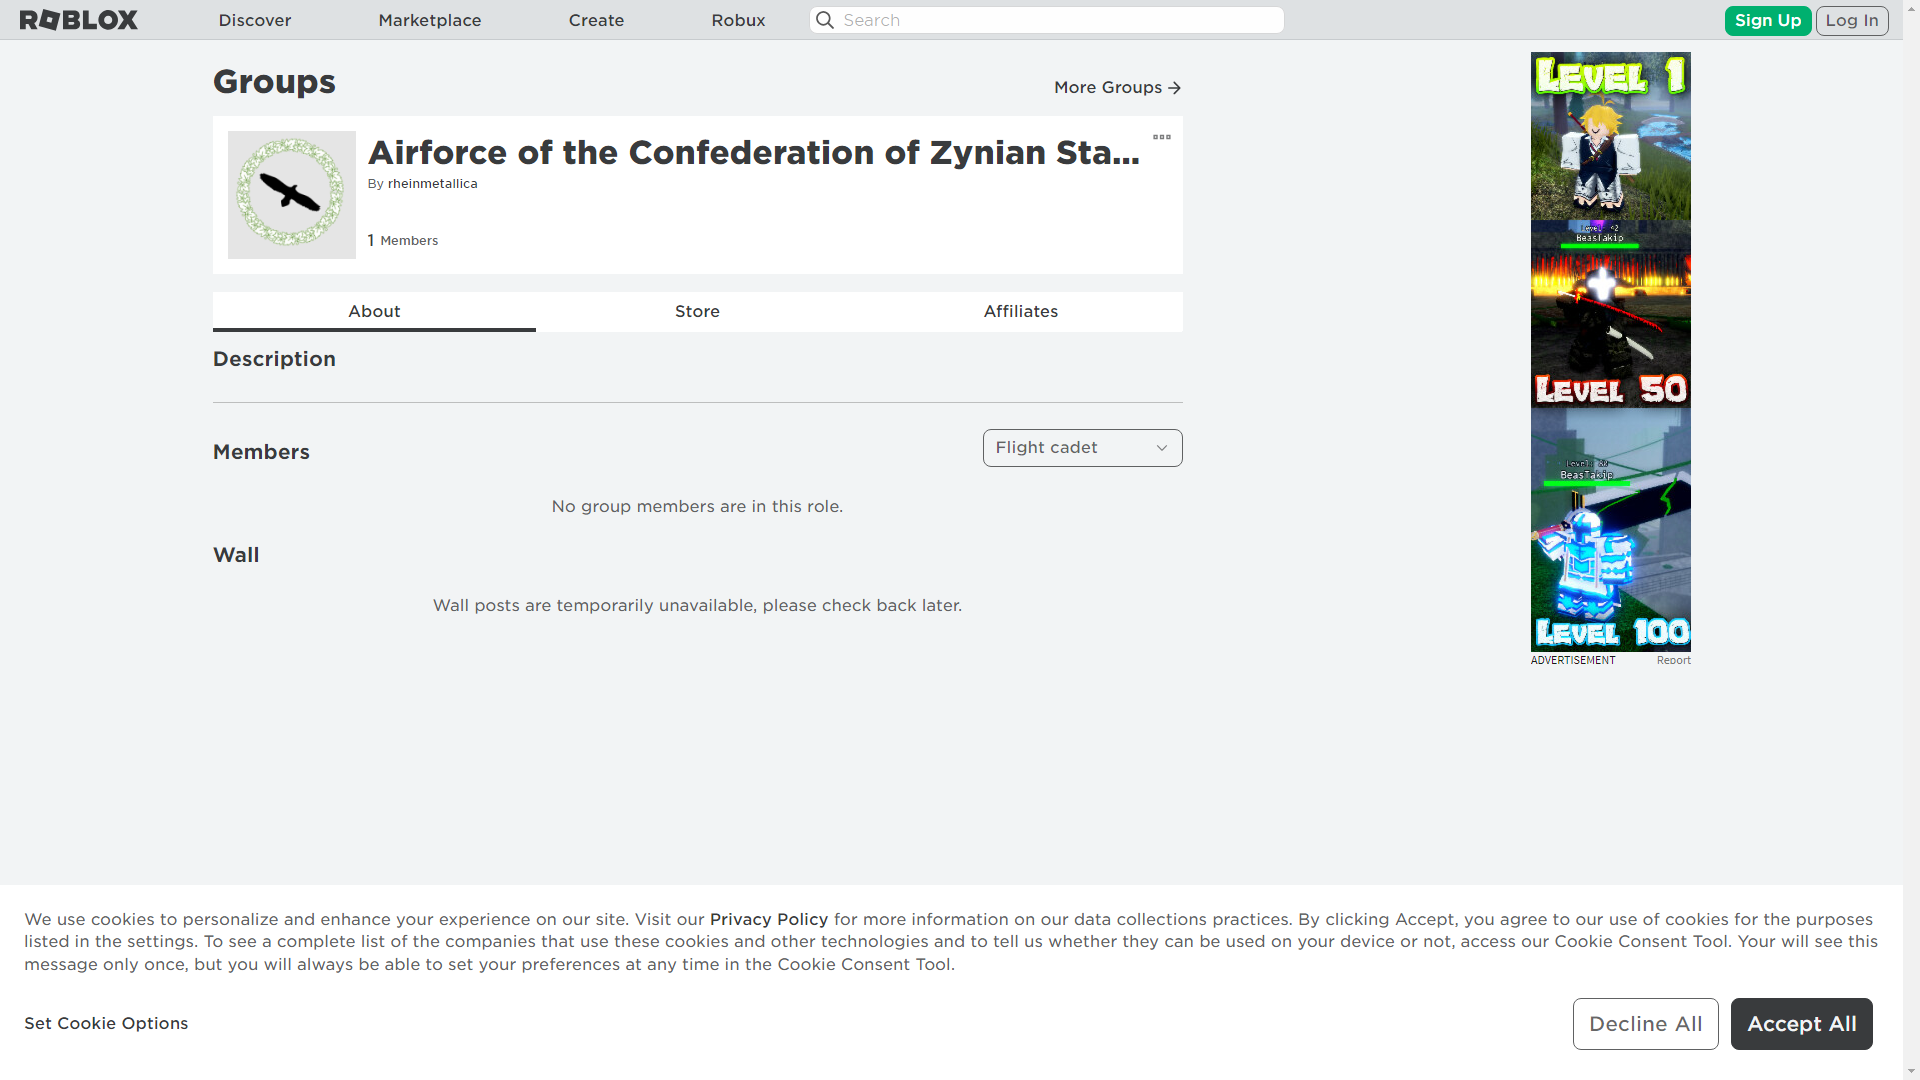 ROBLOX
Discover
Marketplace
Create
Robux
Search
Sign Up
Log In
Groups
More Groups
Airforce of the Confederation of Zynian Sta...
By rheinmetallica
1 Members
About
Store
Affiliates
Description
Members
Flight cadet
No group members are in this role.
Wall
Wall posts are temporarily unavailable, please check back later.
LEVEL 1
BeasTakip
LEVEL 50
BeasTakip
LEVEL 100
ADVERTISEMENT
Report
We use cookies to personalize and enhance your experience on our site. Visit our Privacy Policy for more information on our data collections practices. By clicking Accept, you agree to our use of cookies for the purposes
listed in the settings. To see a complete list of the companies that use these cookies and other technologies and to tell us whether they can be used on your device or not, access our Cookie Consent Tool. Your will see this
message only once, but you will always be able to set your preferences at any time in the Cookie Consent Tool.
Set Cookie Options
Decline All
Accept All